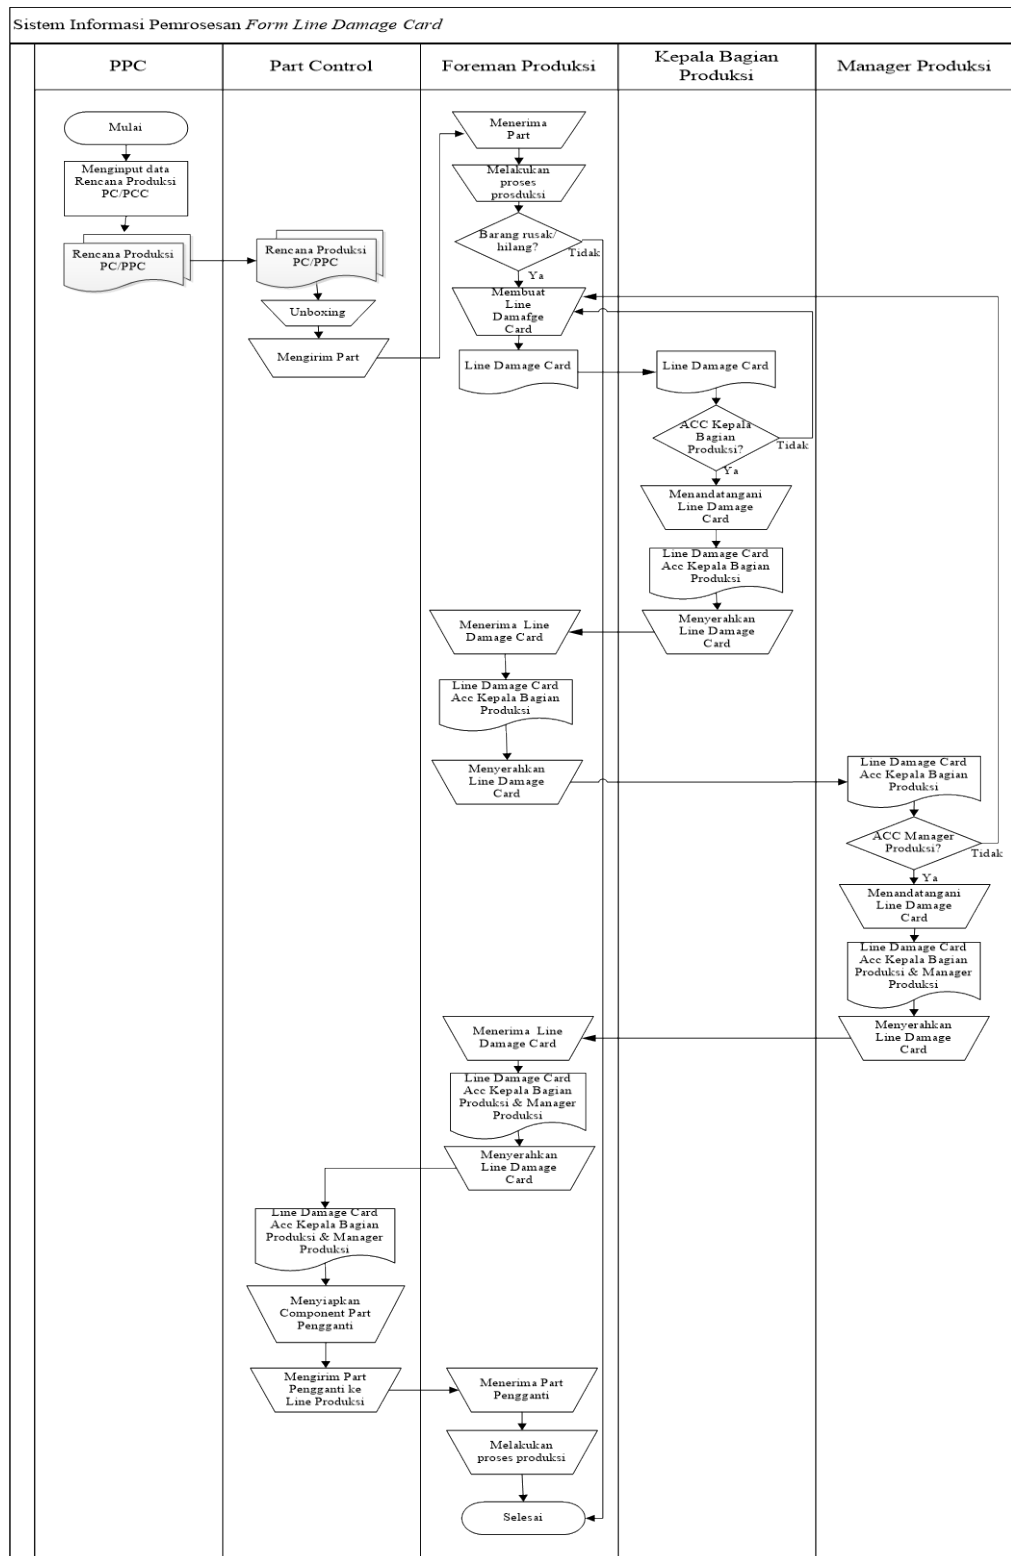 Sistem Informasi Pemrosesan Form Line Damage Card
PPC
Part Control
Foreman Produksi
Kepala Bagian
Produksi
Manager Produksi
Mulai
Menginput data
Rencana Produksi
PC/PCC
Rencana Produksi
PC/PPC
Rencana Produksi
PC/PPC
Unboxing
Mengirim Part
Menerima
Part
Melakukan
proses
prosduksi
Barang rusak/
hilang?
Tidak
Ya
Membuat
Line
Damafge
Card
Line Damage Card
Line Damage Card
ACC Kepala
Bagian
Produksi?
Tidak
Ya
Menandatangani
Line Damage
Card
Line Damage Card
Acc Kepala Bagian
Produksi
Menyerahkan
Line Damage
Card
Menerima Line
Damage Card
Line Damage Card
Acc Kepala Bagian
Produksi
Menyerahkan
Line Damage
Card
Line Damage Card
Acc Kepala Bagian
Produksi
ACC Manager
Produksi?
Tidak
Ya
Menandatangani
Line Damage
Card
Line Damage Card
Acc Kepala Bagian
Produksi & Manager
Produksi
Menyerahkan
Line Damage
Card
Menerima Line
Damage Card
Line Damage Card
Acc Kepala Bagian
Produksi & Manager
Produksi
Menyerahkan
Line Damage
Card
Line Damage Card
Acc Kepala Bagian
Produksi & Manager
Produksi
Menyiapkan
Component Part
Pengganti
Mengirim Part
Pengganti ke
Line Produksi
Menerima Part
Pengganti
Melakukan
proses produksi
Selesai